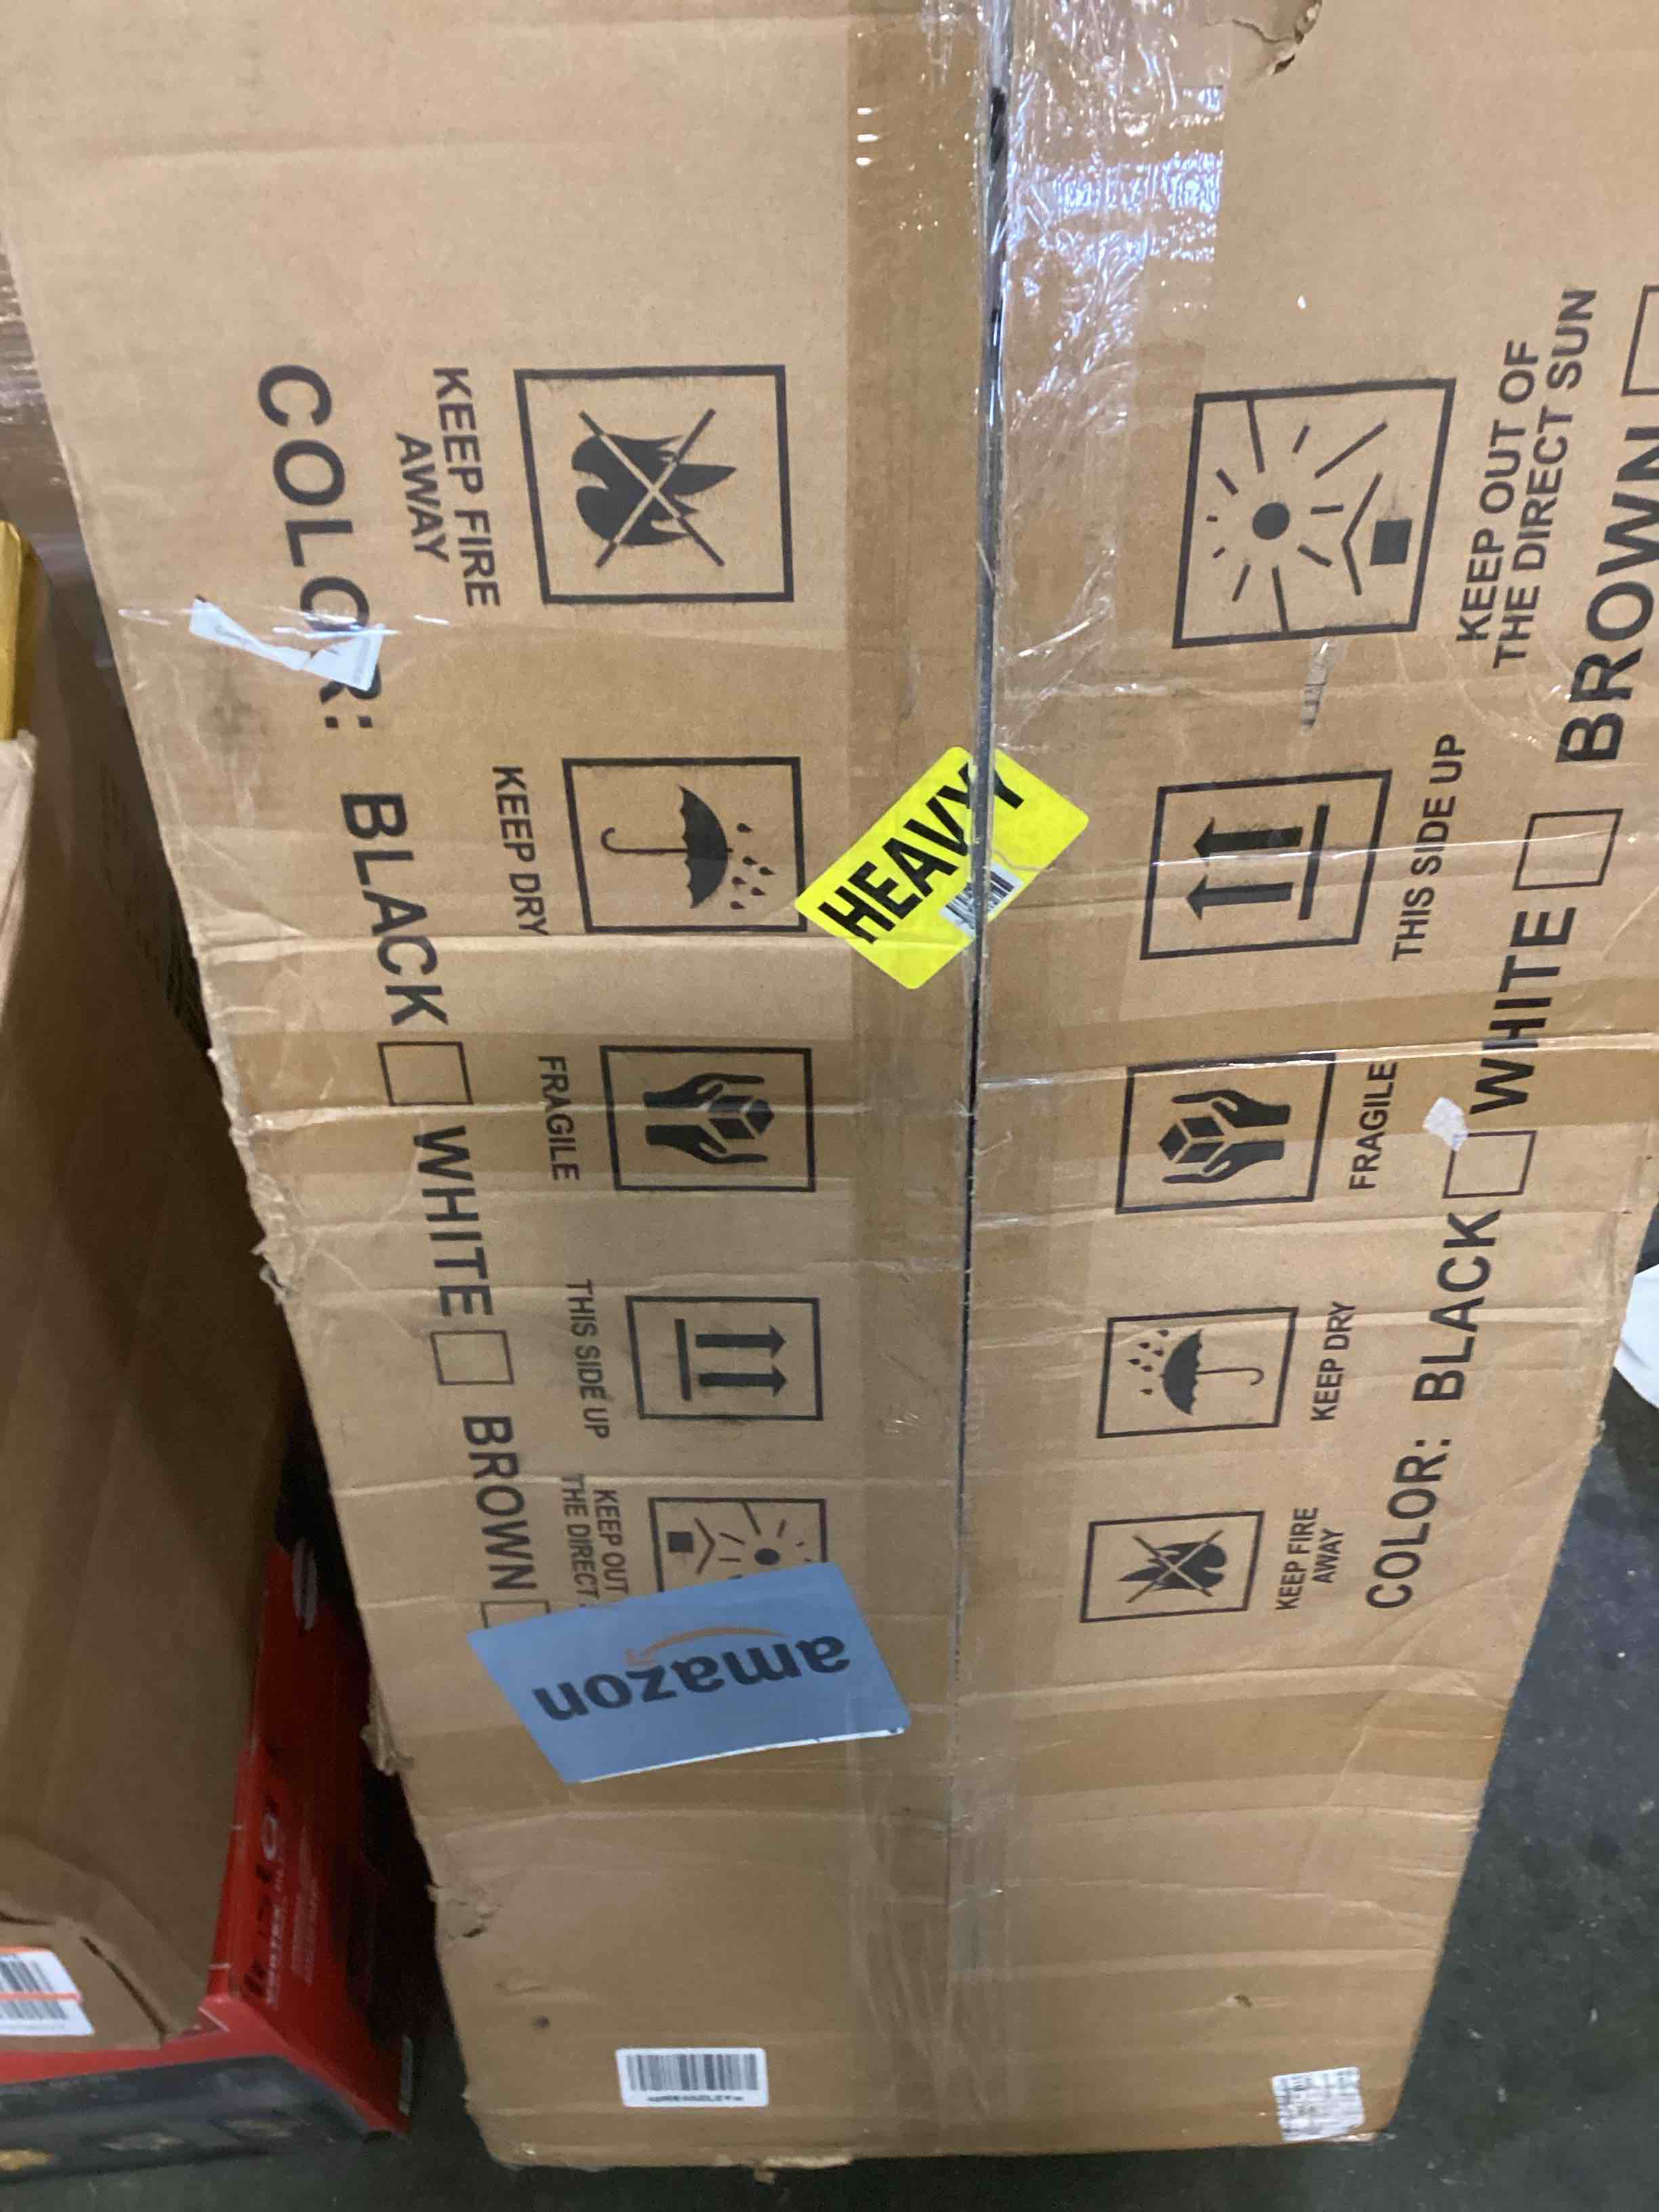 KEEP FIRE
AWAY
KEEP DRY
FRAGILE
THIS SIDE UP
KEEP OUT
THE DIRECT
COLOR: BLACK WHITE BROWN
HEAVY
amazon
KEEP FIRE
AWAY
KEEP DRY
FRAGILE
THIS SIDE UP
KEEP OUT OF
THE DIRECT SUN
COLOR: BLACK WHITE BROWN